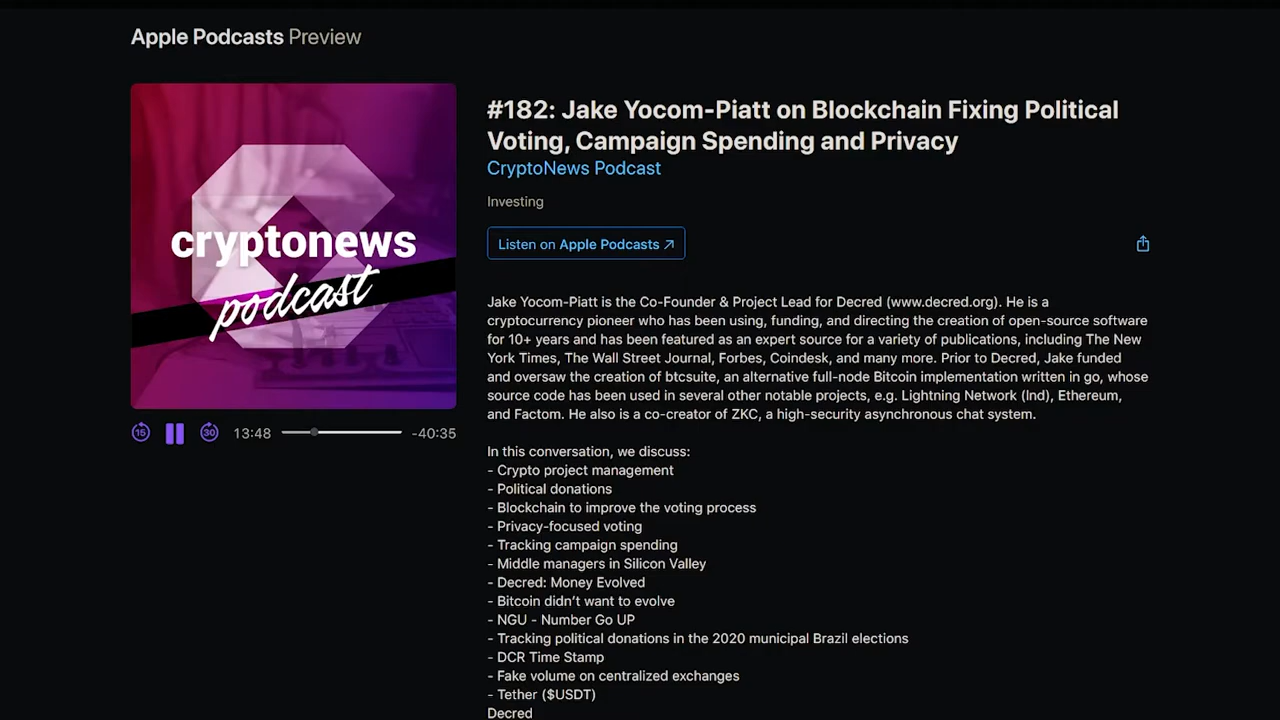 Apple Podcasts Preview
cryptonews
podcast
15
30
13:48
-40:35
#182: Jake Yocom-Piatt on Blockchain Fixing Political
Voting, Campaign Spending and Privacy
CryptoNews Podcast
Investing
Listen on Apple Podcasts ↗
Jake Yocom-Piatt is the Co-Founder & Project Lead for Decred (www.decred.org). He is a
cryptocurrency pioneer who has been using, funding, and directing the creation of open-source software
for 10+ years and has been featured as an expert source for a variety of publications, including The New
York Times, The Wall Street Journal, Forbes, Coindesk, and many more. Prior to Decred, Jake funded
and oversaw the creation of btcsuite, an alternative full-node Bitcoin implementation written in go, whose
source code has been used in several other notable projects, e.g. Lightning Network (lnd), Ethereum,
and Factom. He also is a co-creator of ZKC, a high-security asynchronous chat system.
In this conversation, we discuss:
- Crypto project management
- Political donations
- Blockchain to improve the voting process
- Privacy-focused voting
- Tracking campaign spending
- Middle managers in Silicon Valley
- Decred: Money Evolved
- Bitcoin didn't want to evolve
- NGU - Number Go UP
- Tracking political donations in the 2020 municipal Brazil elections
- DCR Time Stamp
- Fake volume on centralized exchanges
- Tether ($USDT)
Decred